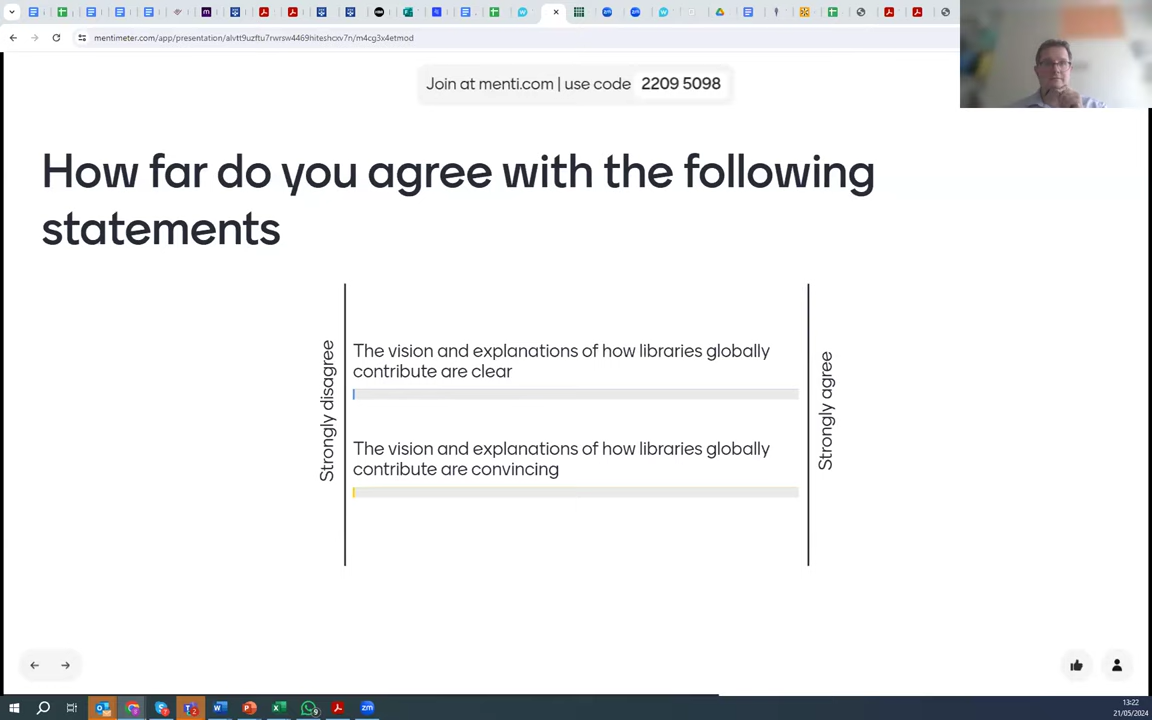 mentimeter.com/app/presentation/alvtt9uzftu7rwrsw4469hiteshcxv7n/m4cg3x4etmod
Join at menti.com | use code 2209 5098
How far do you agree with the following
statements
Strongly disagree
The vision and explanations of how libraries globally
contribute are clear
The vision and explanations of how libraries globally
contribute are convincing
Strongly agree
13:22
21/05/2024